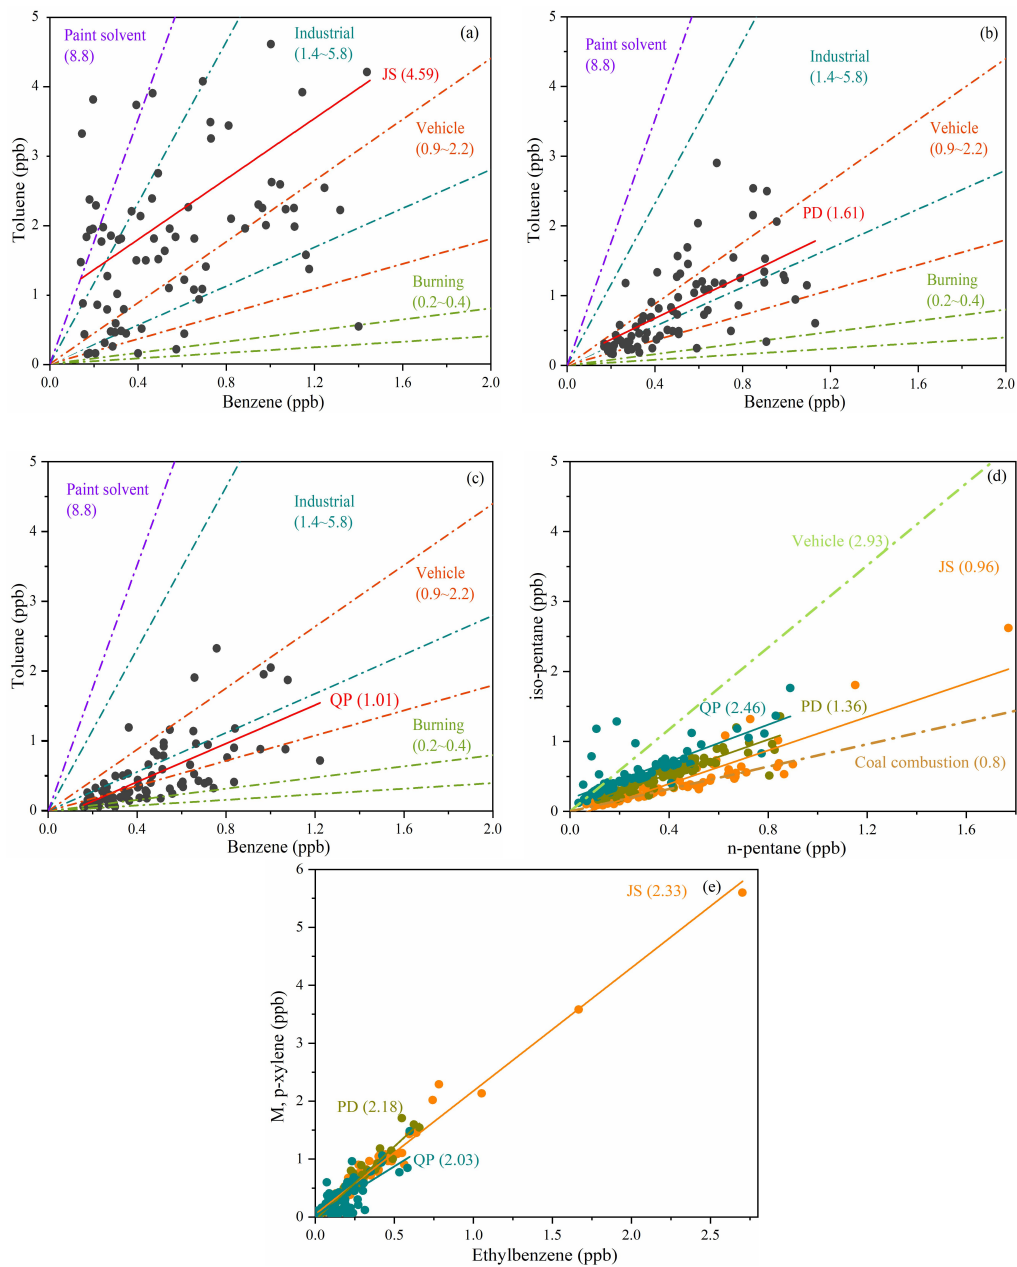 (a)
Paint solvent
(8.8)
Industrial
(1.4~5.8)
JS (4.59)
Vehicle
(0.9~2.2)
Burning
(0.2~0.4)
Toluene (ppb)
5
4
3
2
1
0
0.0
0.4
0.8
1.2
1.6
2.0
Benzene (ppb)
(b)
Paint solvent
(8.8)
Industrial
(1.4~5.8)
Vehicle
(0.9~2.2)
PD (1.61)
Burning
(0.2~0.4)
Toluene (ppb)
5
4
3
2
1
0
0.0
0.4
0.8
1.2
1.6
2.0
Benzene (ppb)
(c)
Paint solvent
(8.8)
Industrial
(1.4~5.8)
Vehicle
(0.9~2.2)
QP (1.01)
Burning
(0.2~0.4)
Toluene (ppb)
5
4
3
2
1
0
0.0
0.4
0.8
1.2
1.6
2.0
Benzene (ppb)
(d)
Vehicle (2.93)
JS (0.96)
QP (2.46)
PD (1.36)
Coal combustion (0.8)
iso-pentane (ppb)
5
4
3
2
1
0
0.0
0.4
0.8
1.2
1.6
n-pentane (ppb)
(e)
JS (2.33)
PD (2.18)
QP (2.03)
M, p-xylene (ppb)
6
5
4
3
2
1
0
0.0
0.5
1.0
1.5
2.0
2.5
Ethylbenzene (ppb)